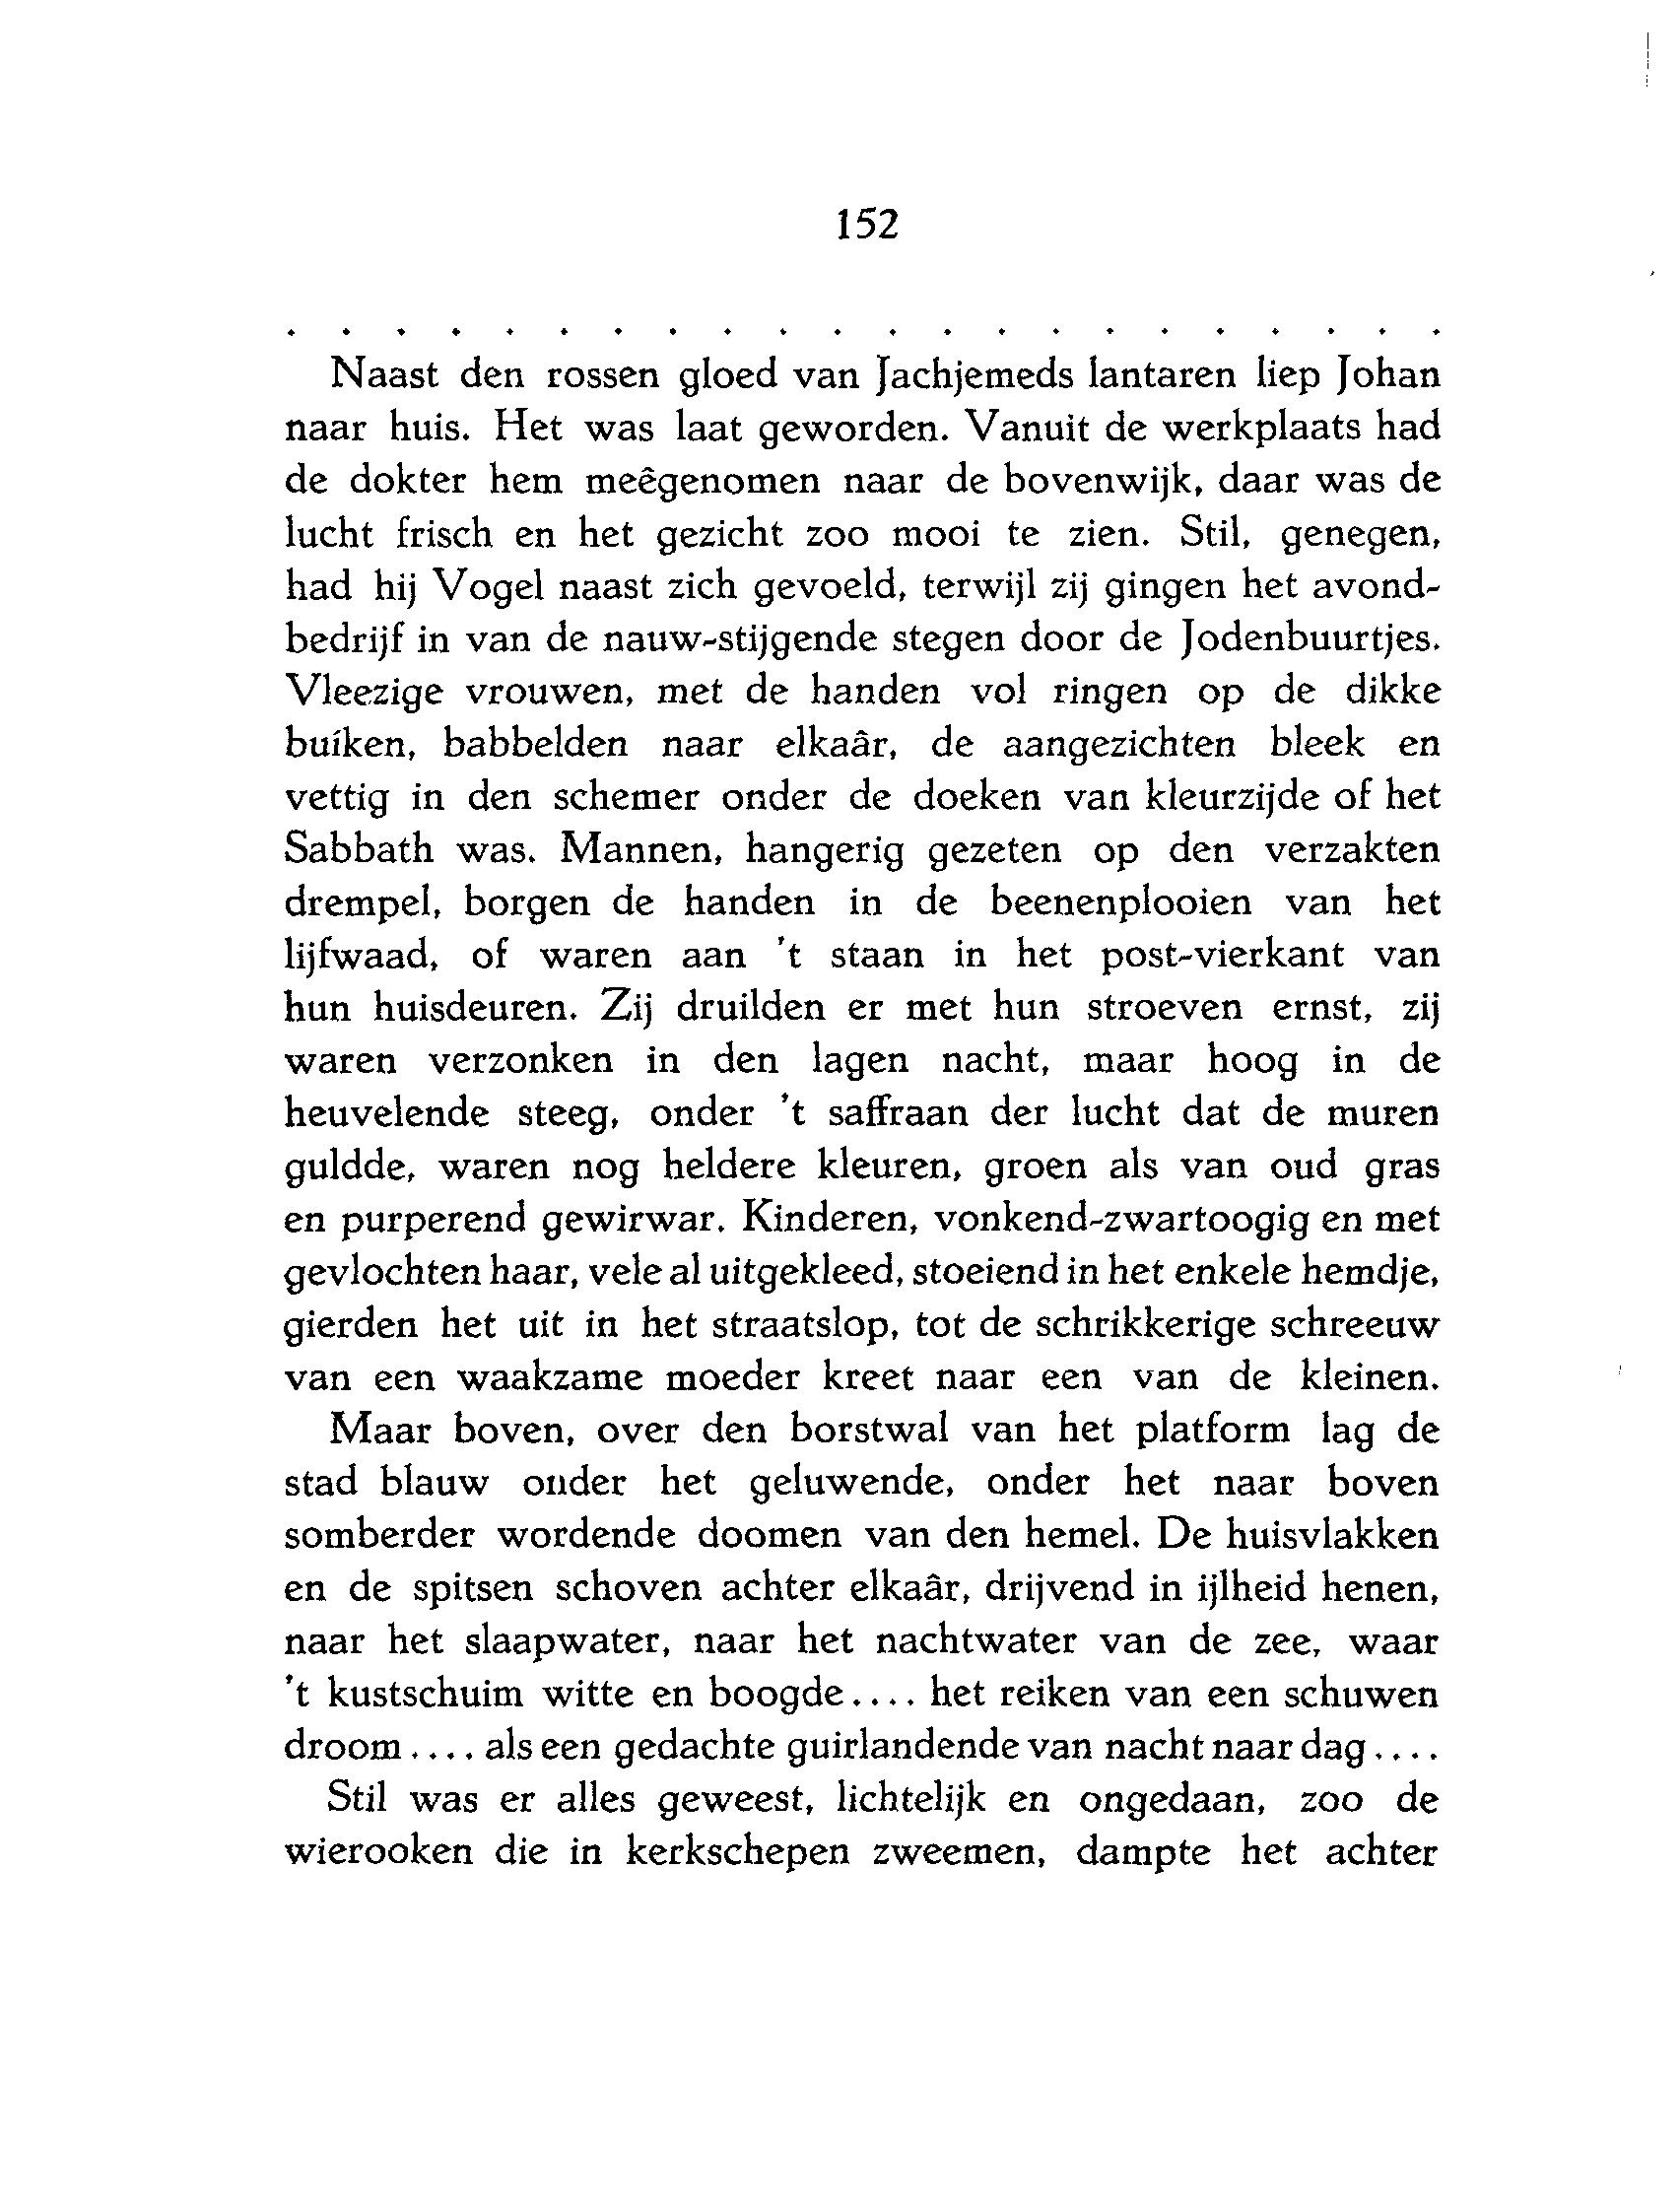 152
. . . . . . . . . . . . . . . . . . . . . .
Naast den rossen gloed van Jachjemeds lantaren liep Johan
naar huis. Het was laat geworden. Vanuit de werkplaats had
de dokter hem meêgenomen naar de bovenwijk, daar was de
lucht frisch en het gezicht zoo mooi te zien. Stil, genegen,
had hij Vogel naast zich gevoeld, terwijl zij gingen het avond-
bedrijf in van de nauw-stijgende stegen door de Jodenbuurtjes.
Vleezige vrouwen, met de handen vol ringen op de dikke
buiken, babbelden naar elkaâr, de aangezichten bleek en
vettig in den schemer onder de doeken van kleurzijde of het
Sabbath was. Mannen, hangerig gezeten op den verzakten
drempel, borgen de handen in de beenenplooien van het
lijfwaad, of waren aan 't staan in het post-vierkant van
hun huisdeuren. Zij druilden er met hun stroeven ernst, zij
waren verzonken in den lagen nacht, maar hoog in de
heuvelende steeg, onder 't saffraan der lucht dat de muren
guldde, waren nog heldere kleuren, groen als van oud gras
en purperend gewirwar. Kinderen, vonkend-zwartoogig en met
gevlochten haar, vele al uitgekleed, stoeiend in het enkele hemdje,
gierden het uit in het straatslop, tot de schrikkerige schreeuw
van een waakzame moeder kreet naar een van de kleinen.
Maar boven, over den borstwal van het platform lag de
stad blauw onder het geluwende, onder het naar boven
somberder wordende doomen van den hemel. De huisvlakken
en de spitsen schoven achter elkaâr, drijvend in ijlheid henen,
naar het slaapwater, naar het nachtwater van de zee, waar
't kustschuim witte en boogde.... het reiken van een schuwen
droom.... als een gedachte guirlandende van nacht naar dag....
Stil was er alles geweest, lichtelijk en ongedaan, zoo de
wierooken die in kerkschepen zweemen, dampte het achter